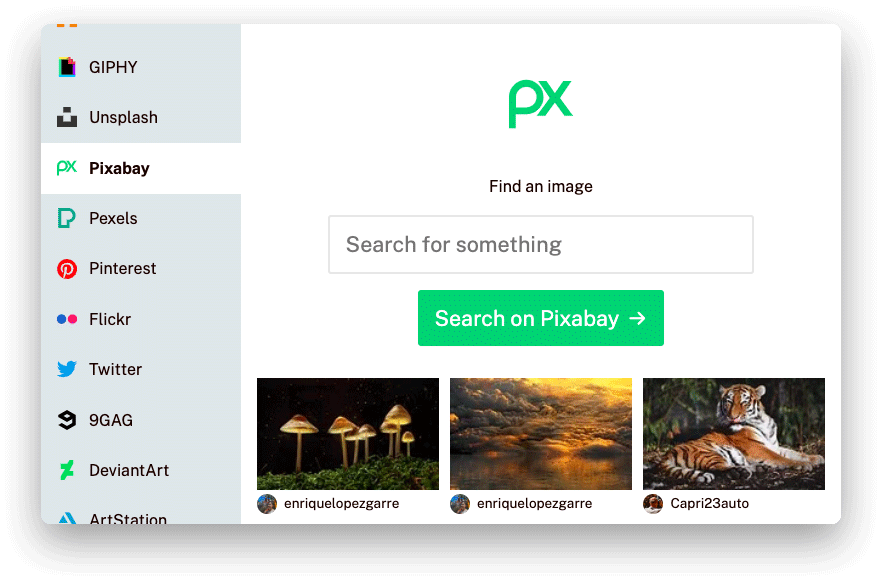 GIPHY
Unsplash
Pixabay
Pexels
Pinterest
Flickr
Twitter
9GAG
DeviantArt
ArtStation
px
Find an image
Search for something
Search on Pixabay →
enriquelopezgarre
enriquelopezgarre
Capri23auto